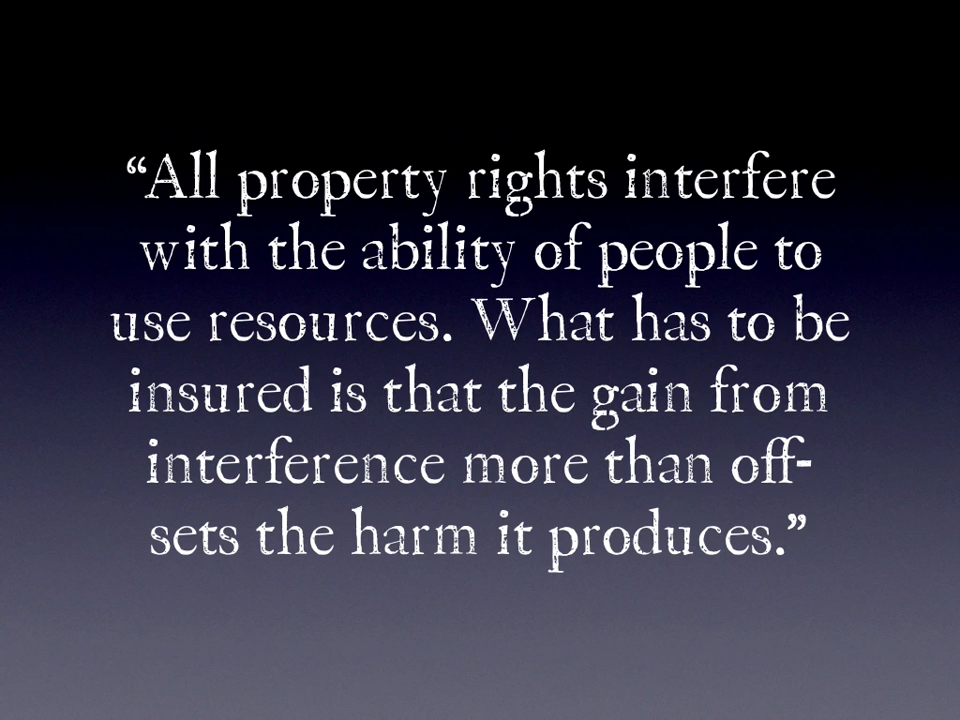 “All property rights interfere
with the ability of people to
use resources. What has to be
insured is that the gain from
interference more than off-
sets the harm it produces.”